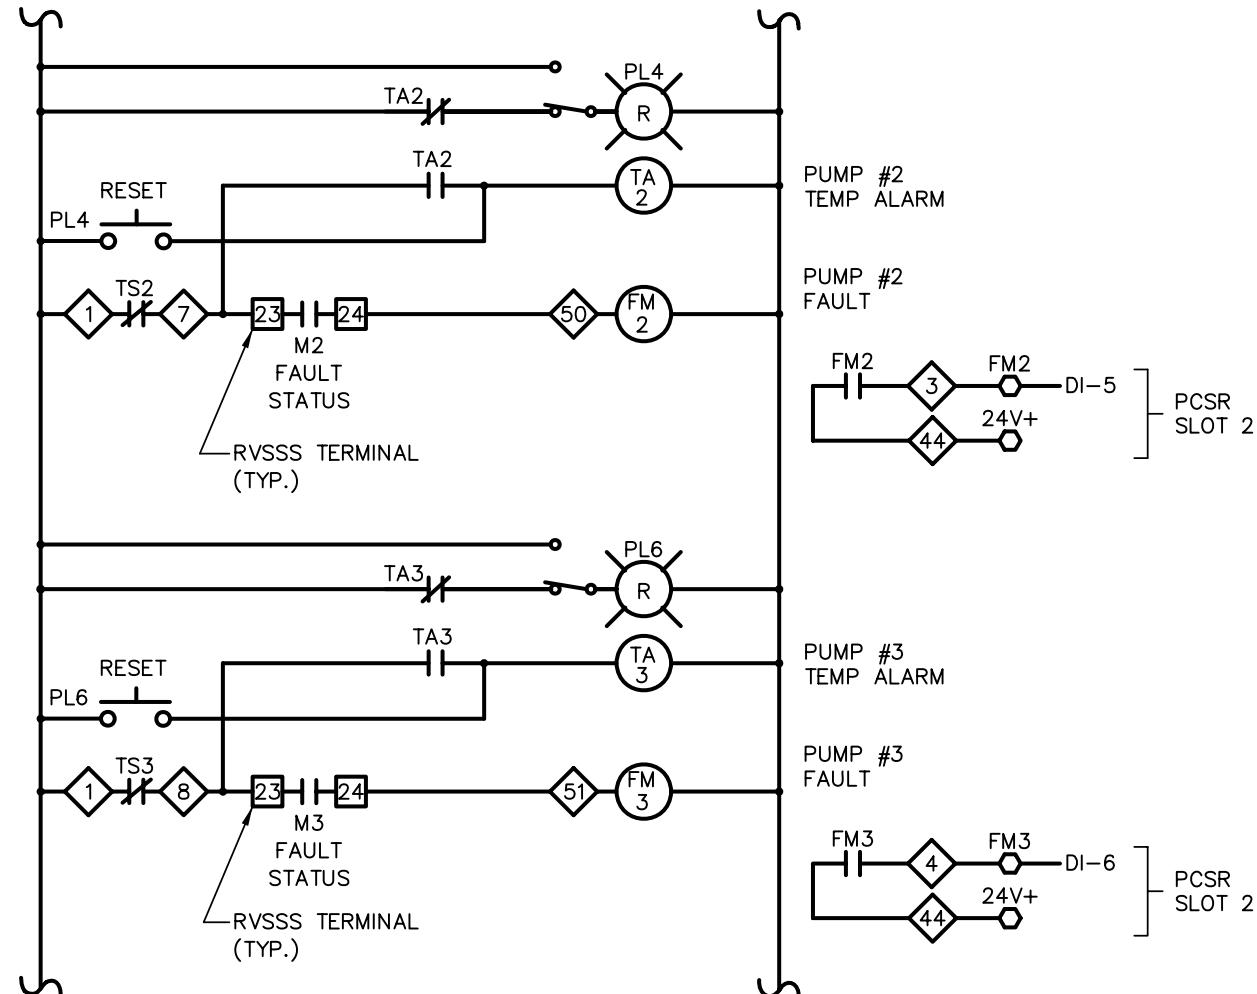 PL4
TA2
R
TA2
TA
2
PUMP #2
TEMP ALARM
RESET
PL4
PUMP #2
FAULT
1
TS2
7
23
24
M2
FAULT
STATUS
50
FM
2
FM2
3
FM2
DI-5
44
24V+
PCSR
SLOT 2
RVSSS TERMINAL
(TYP.)
PL6
TA3
R
TA3
TA
3
PUMP #3
TEMP ALARM
RESET
PL6
PUMP #3
FAULT
1
TS3
8
23
24
M3
FAULT
STATUS
51
FM
3
FM3
4
FM3
DI-6
44
24V+
PCSR
SLOT 2
RVSSS TERMINAL
(TYP.)